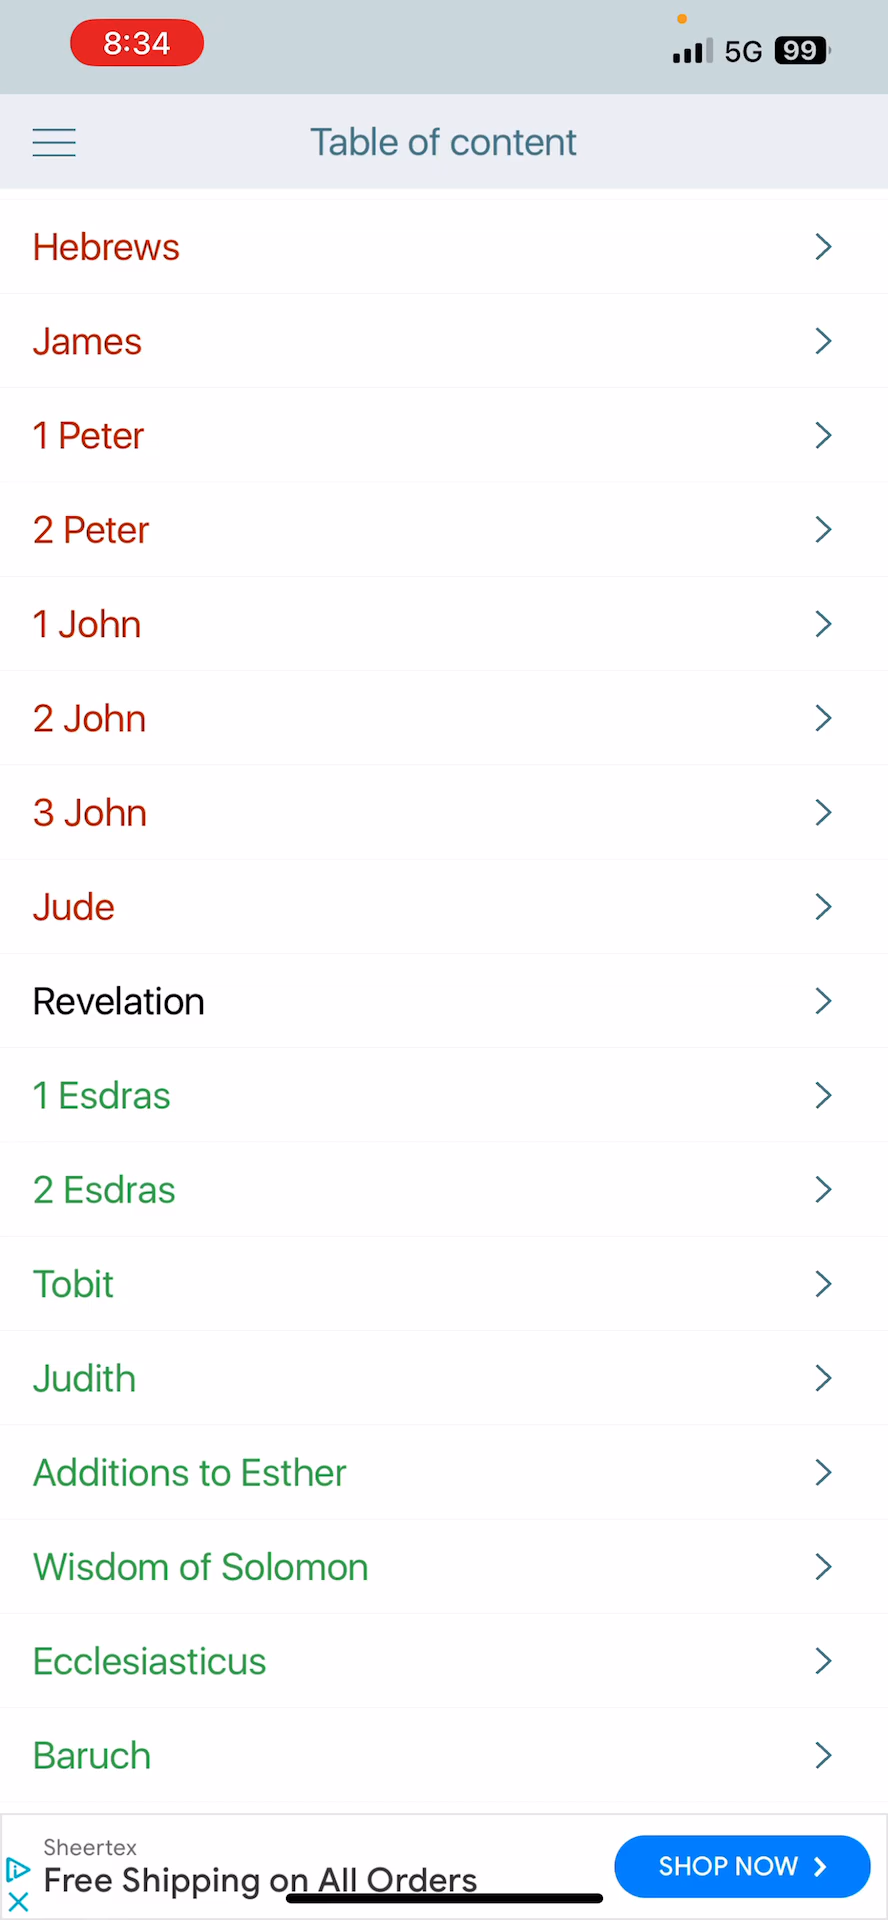 8:34
5G 99
Table of content
Hebrews
James
1 Peter
2 Peter
1 John
2 John
3 John
Jude
Revelation
1 Esdras
2 Esdras
Tobit
Judith
Additions to Esther
Wisdom of Solomon
Ecclesiasticus
Baruch
Sheertex
Free Shipping on All Orders
SHOP NOW